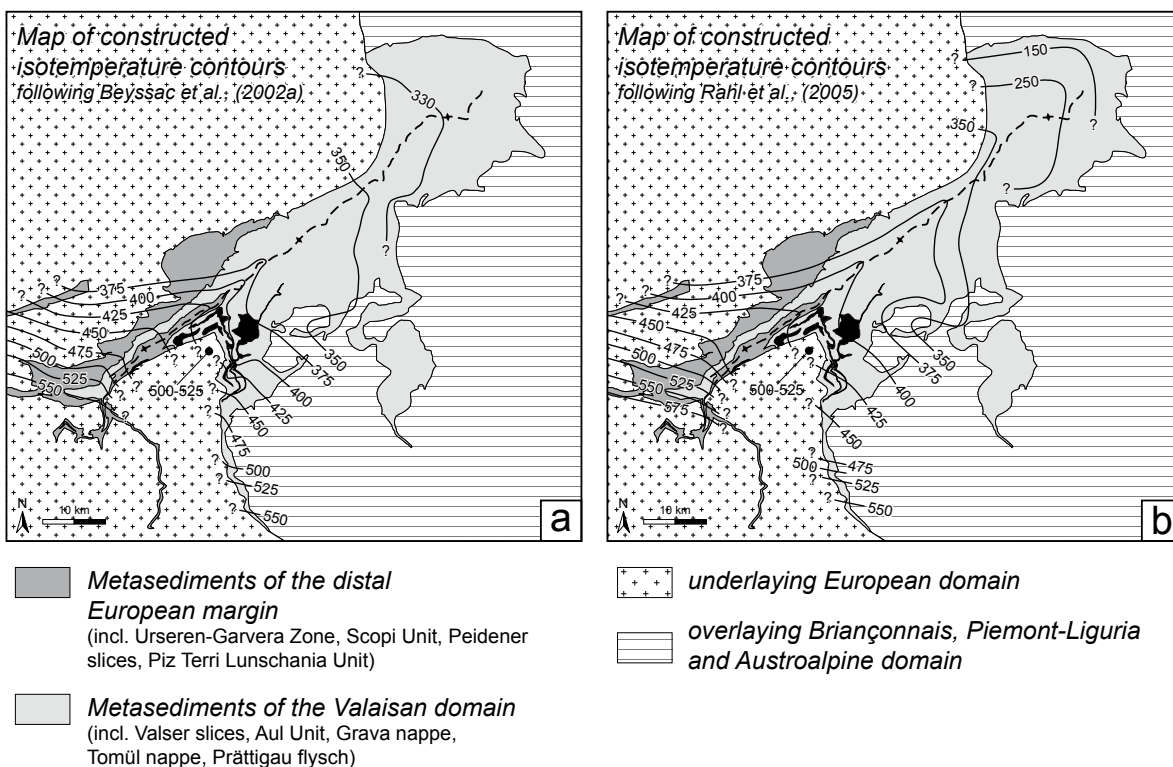 Map of constructed
isotemperature contours
following Beyssac et al., (2002a)
?
330
350
?
?
375
400
425
450
475
500
525
550
?
500-525
350
375
400
425
450
475
500
525
550
N
10 km
a
Map of constructed
isotemperature contours
following Rahl et al., (2005)
?
150
?
250
?
350
?
375
400
425
450
475
500
525
550
575
?
500-525
350
375
400
425
450
500
475
525
550
N
10 km
b
Metasediments of the distal
European margin
(incl. Urseren-Garvera Zone, Scopi Unit, Peidener
slices, Piz Terri Lunschania Unit)
Metasediments of the Valaisan domain
(incl. Valser slices, Aul Unit, Grava nappe,
Tomül nappe, Prättigau flysch)
underlaying European domain
overlaying Briançonnais, Piemont-Liguria
and Austroalpine domain